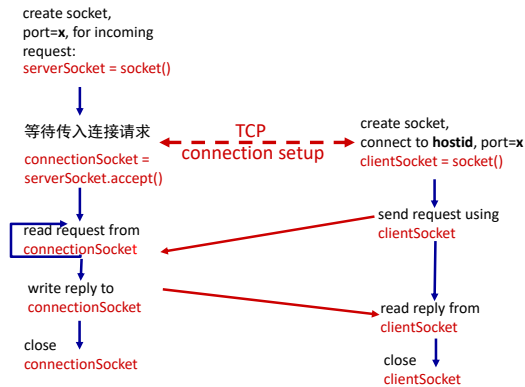 create socket,
port=x, for incoming
request:
serverSocket = socket()
等待传入连接请求
connectionSocket =
serverSocket.accept()
TCP
connection setup
create socket,
connect to hostid, port=x
clientSocket = socket()
read request from
connectionSocket
send request using
clientSocket
write reply to
connectionSocket
read reply from
clientSocket
close
connectionSocket
close
clientSocket